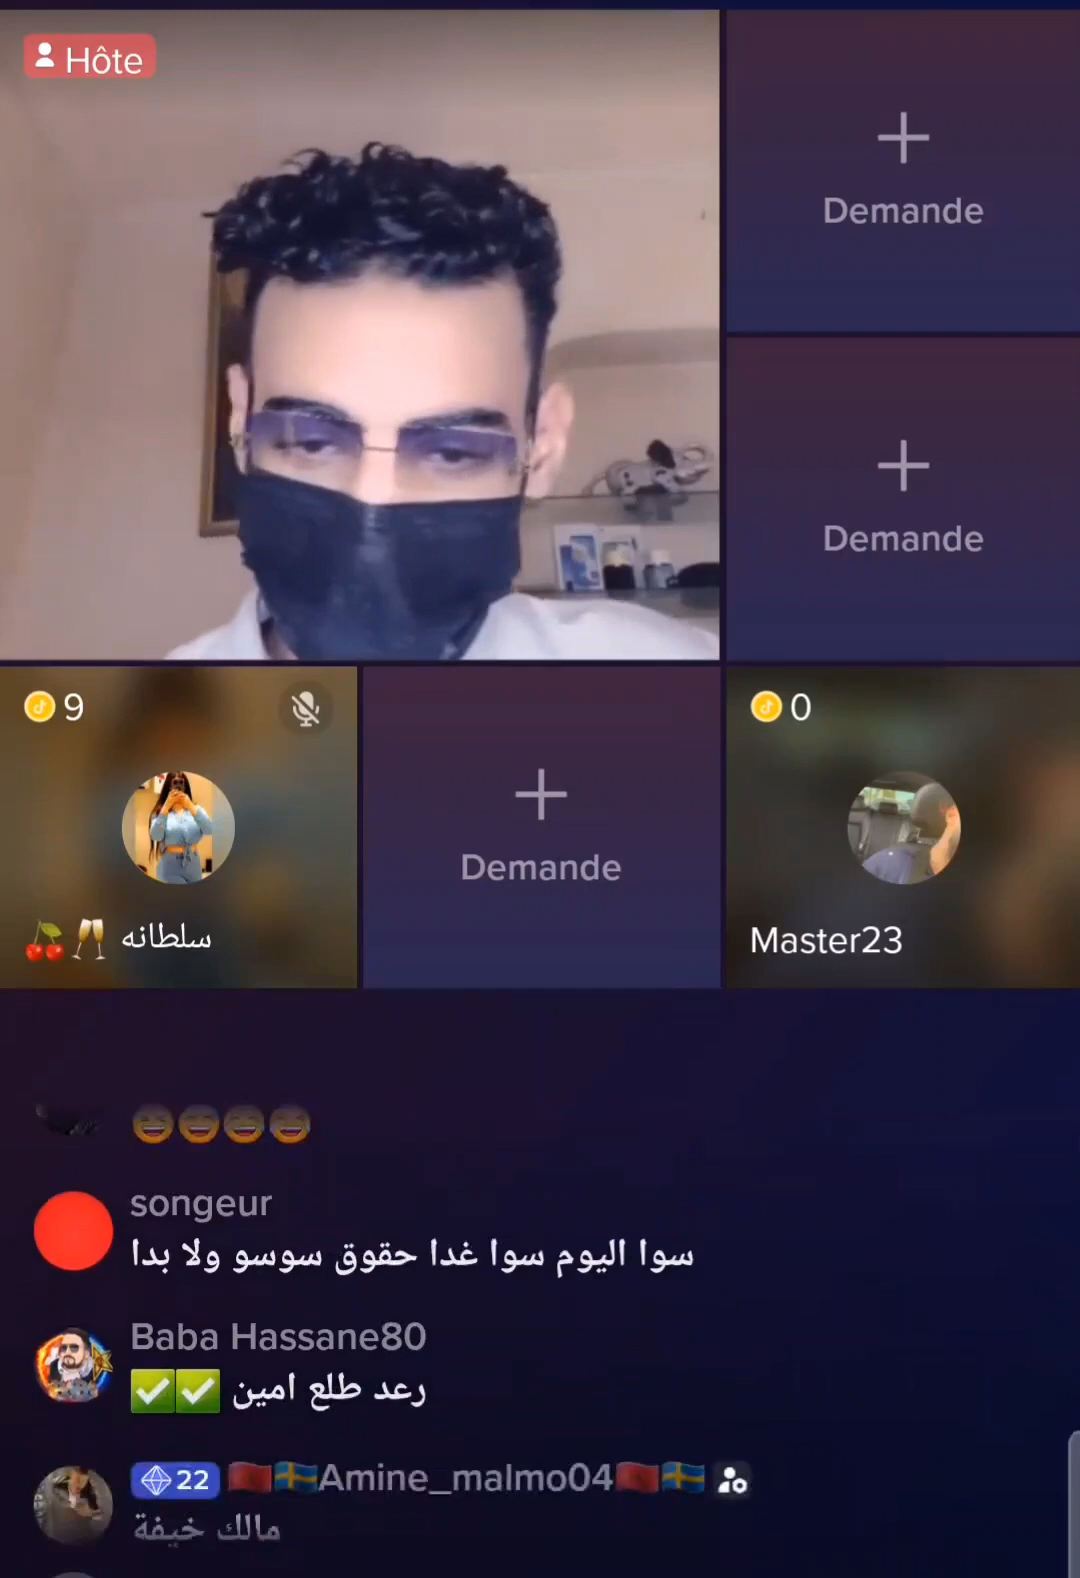 Hôte
Demande
Demande
9
سلطانه 🥂🍒
Demande
0
Master23
😅😅😅😅
songeur
سوا اليوم سوا غدا حقوق سوسو ولا بدا
Baba Hassane80
رعد طلع امين ✅✅
22 🇲🇦🇸🇪Amine_malmo04🇲🇦🇸🇪
مالك خيفة